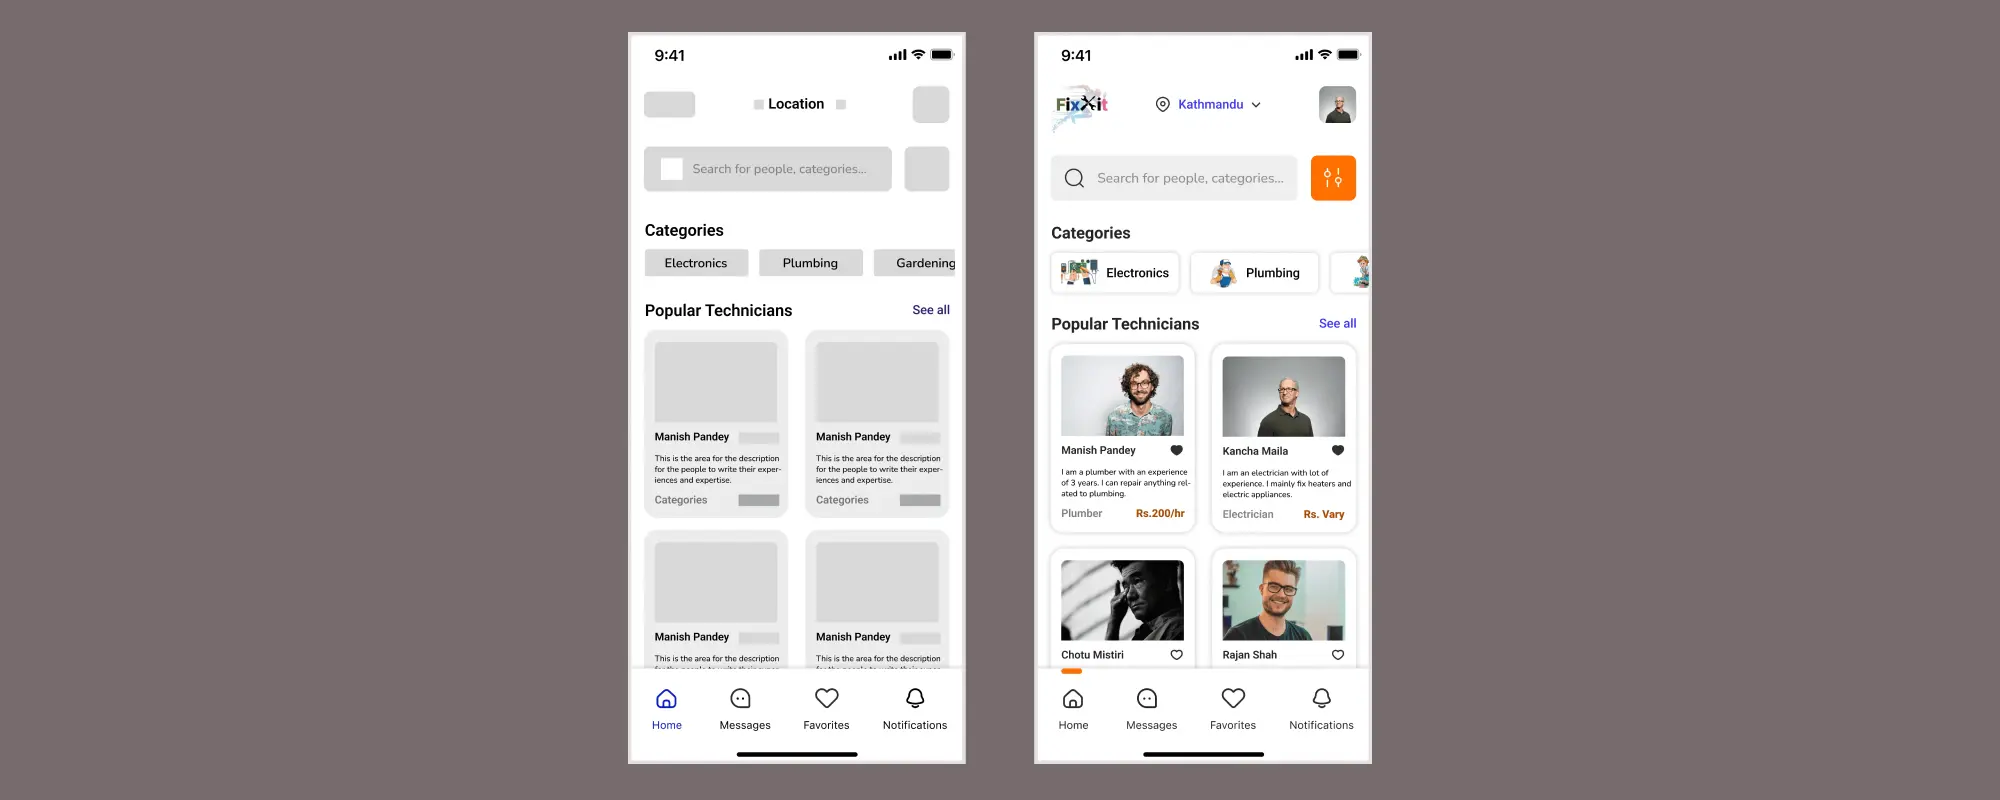 9:41
Location
Search for people, categories...
Categories
Electronics
Plumbing
Gardening
Popular Technicians
See all
Manish Pandey
This is the area for the description
for the people to write their exper-
iences and expertise.
Categories
Manish Pandey
This is the area for the description
for the people to write their exper-
iences and expertise.
Categories
Manish Pandey
This is the area for the description
Manish Pandey
This is the area for the description
Home
Messages
Favorites
Notifications
9:41
Fixxit
Kathmandu
Search for people, categories...
Categories
Electronics
Plumbing
Popular Technicians
See all
Manish Pandey
I am a plumber with an experience
of 3 years. I can repair anything rel-
ated to plumbing.
Plumber
Rs.200/hr
Kancha Maila
I am an electrician with lot of
experience. I mainly fix heaters and
electric appliances.
Electrician
Rs. Vary
Chotu Mistiri
Rajan Shah
Home
Messages
Favorites
Notifications